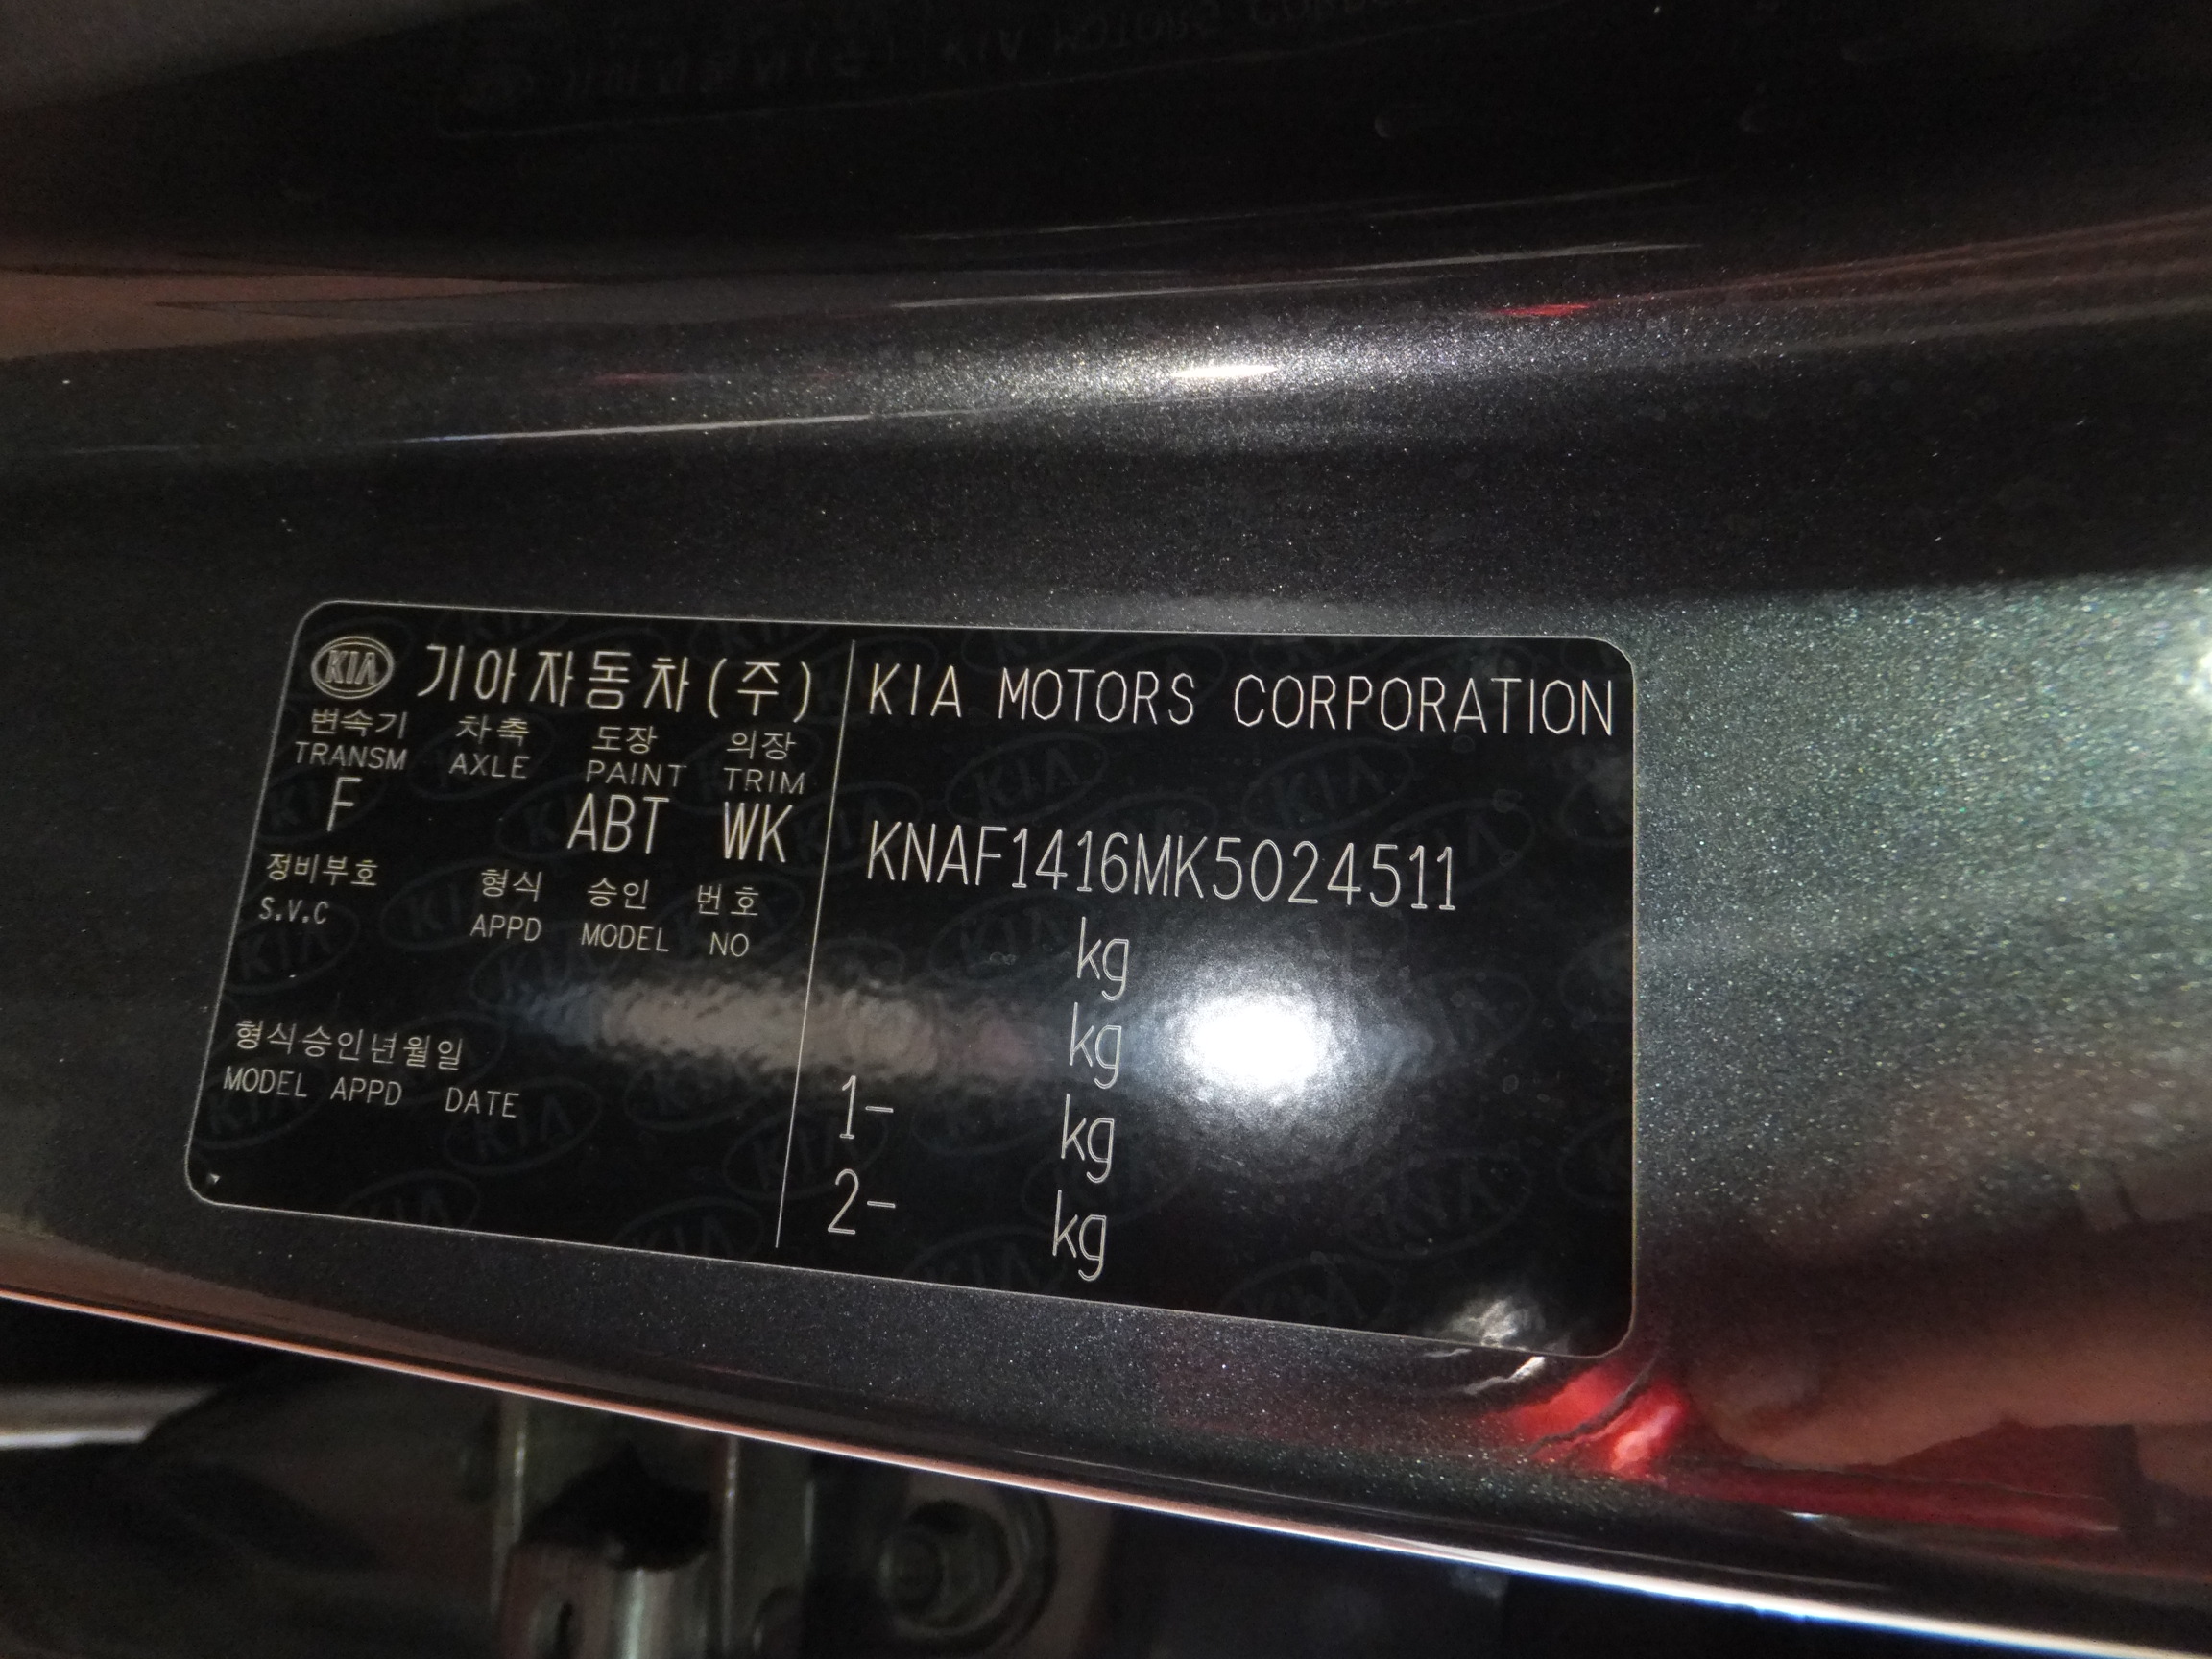 KIA 기아자동차(주)
변속기 차축 도장 의장
TRANSM AXLE PAINT TRIM
F ABT WK
정비부호 형식 승인 번호
S.V.C APPD MODEL NO
형식승인년월일
MODEL APPD DATE
KIA MOTORS CORPORATION
KNAF1416MK5024511
kg
kg
1- kg
2- kg